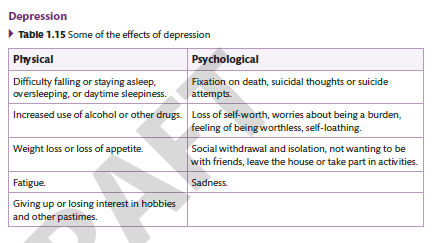 Depression
Table 1.15 Some of the effects of depression
Physical
Psychological
Difficulty falling or staying asleep,
oversleeping, or daytime sleepiness.
Fixation on death, suicidal thoughts or suicide
attempts.
Increased use of alcohol or other drugs.
Loss of self-worth, worries about being a burden,
feeling of being worthless, self-loathing.
Weight loss or loss of appetite.
Social withdrawal and isolation, not wanting to be
with friends, leave the house or take part in activities.
Fatigue.
Sadness.
Giving up or losing interest in hobbies
and other pastimes.
DRAFT